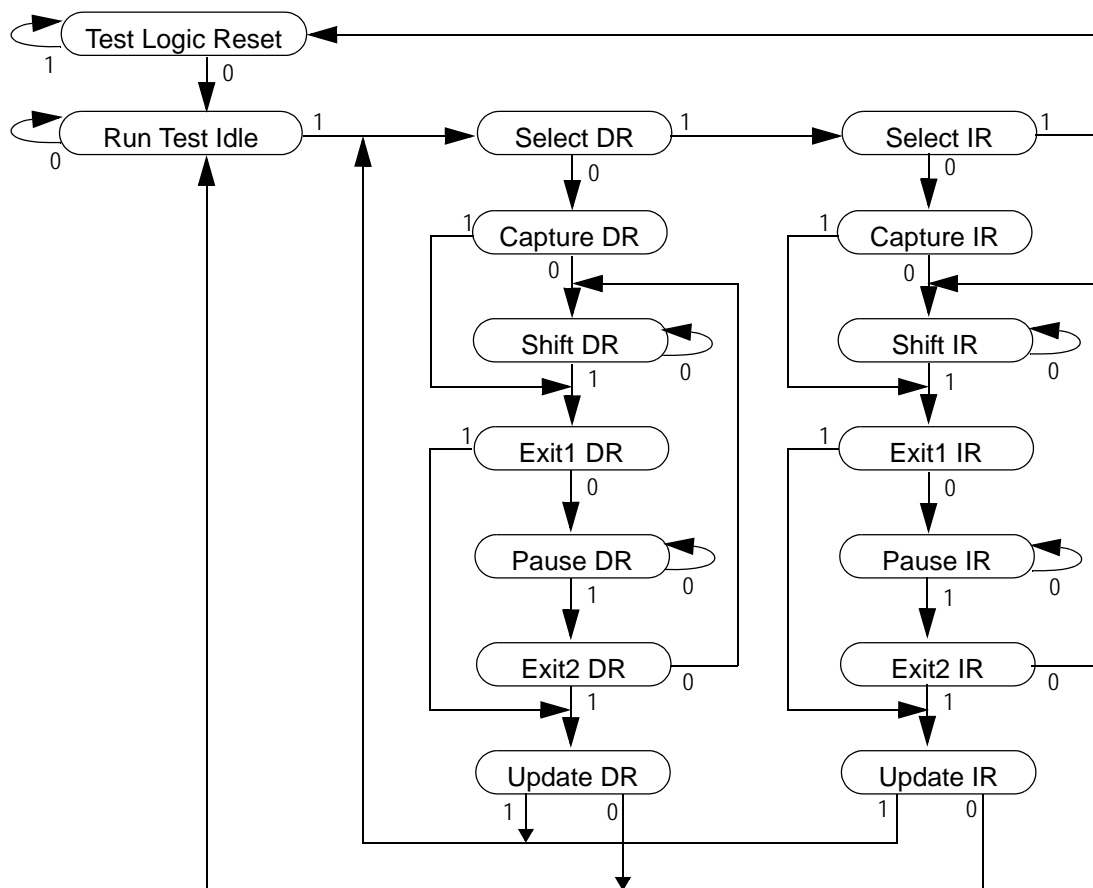 Test Logic Reset
1
0
Run Test Idle
0
1
Select DR
1
0
Select IR
1
0
Capture DR
1
0
Capture IR
1
0
Shift DR
0
1
Shift IR
0
1
Exit1 DR
1
0
Exit1 IR
1
0
Pause DR
0
1
Pause IR
0
1
Exit2 DR
0
1
Exit2 IR
0
1
Update DR
1 0
Update IR
1 0